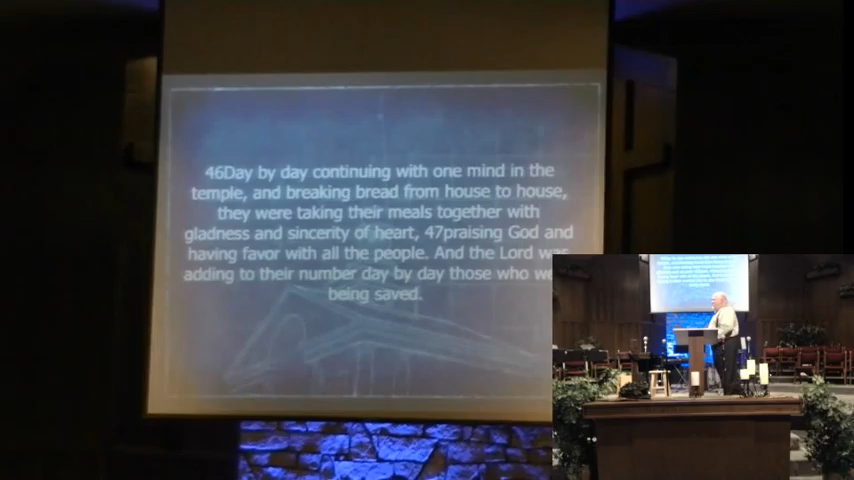 46Day by day continuing with one mind in the
temple, and breaking bread from house to house,
they were taking their meals together with
gladness and sincerity of heart, 47praising God and
having favor with all the people. And the Lord was
adding to their number day by day those who we
being saved.